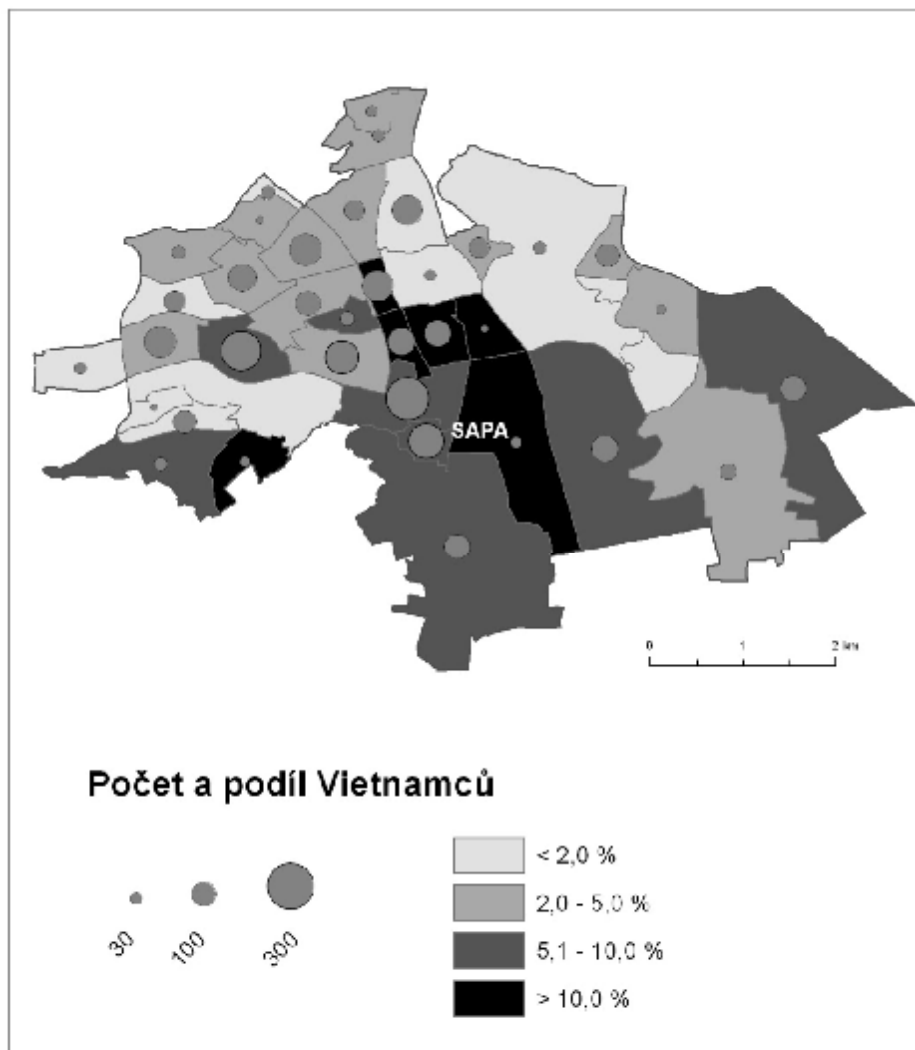 SAPA
0 1 2 km
Počet a podíl Vietnamců
30 100 300
< 2,0 %
2,0 - 5,0 %
5,1 - 10,0 %
> 10,0 %